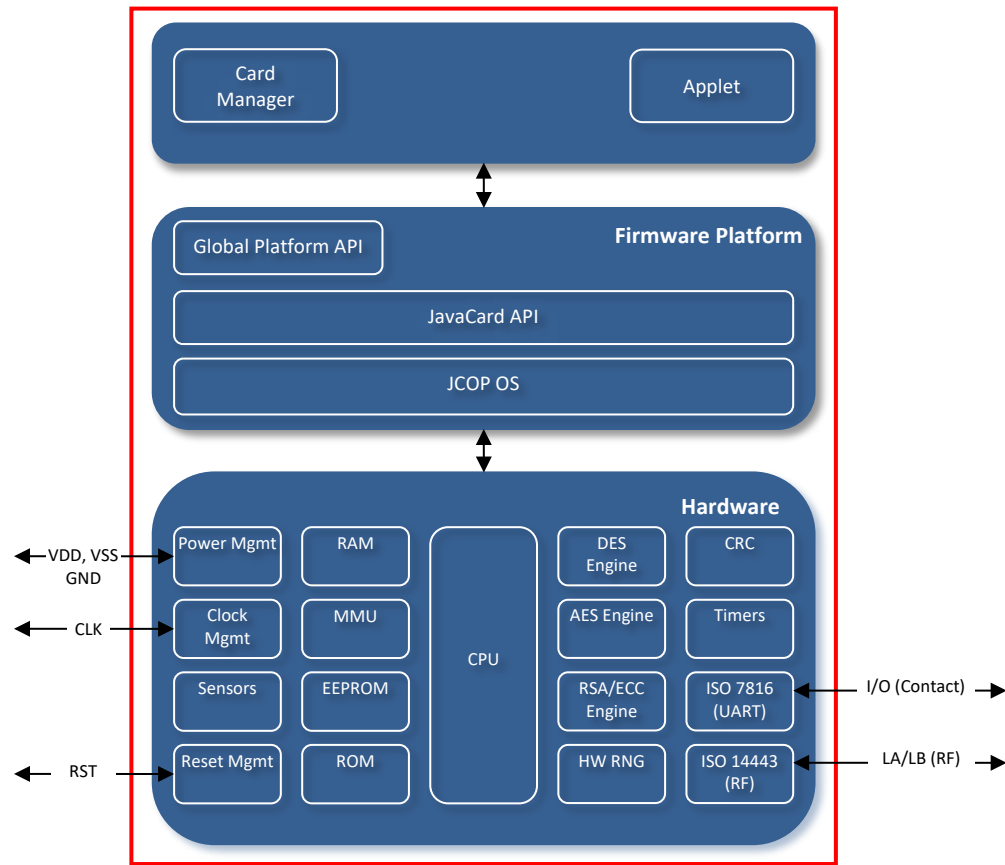 Card
Manager
Applet
Firmware Platform
Global Platform API
JavaCard API
JCOP OS
Hardware
Power Mgmt
RAM
CPU
DES
Engine
CRC
VDD, VSS
GND
Clock
Mgmt
MMU
AES Engine
Timers
CLK
Sensors
EEPROM
RSA/ECC
Engine
ISO 7816
(UART)
I/O (Contact)
Reset Mgmt
ROM
HW RNG
ISO 14443
(RF)
RST
LA/LB (RF)